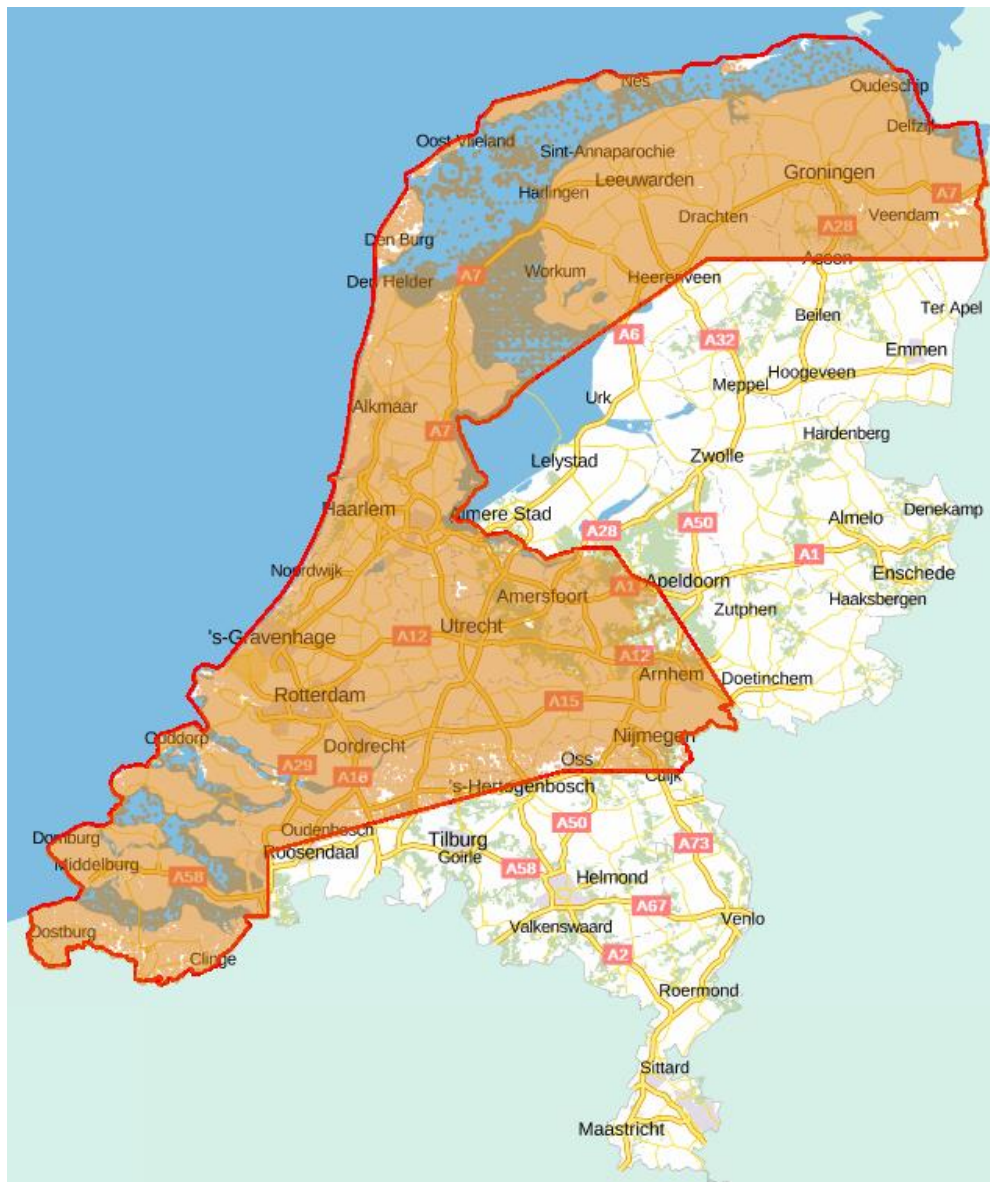 Nes
Oudeschip
Delfzijl
Oost-Vlieland
Sint-Annaparochie
Groningen
Leeuwarden
Harlingen
A7
Drachten
Veendam
A28
Den Burg
Assen
Workum
Heerenveen
Den Helder
A7
Ter Apel
Beilen
A6
A32
Emmen
Hoogeveen
Meppel
Urk
Alkmaar
A7
Hardenberg
Zwolle
Lelystad
Haarlem
Almere Stad
Denekamp
Almelo
A50
A28
A1
Noordwijk
Enschede
Apeldoorn
A1
Amersfoort
Haaksbergen
Zutphen
Utrecht
's-Gravenhage
A12
A12
Arnhem
Doetinchem
Rotterdam
A15
Goddorp
Nijmegen
Dordrecht
Oss
A29
A16
Cuijk
's-Hertogenbosch
A50
Oudenbosch
Domburg
Tilburg
A73
Roosendaal
Goirle
Middelburg
A58
A58
Helmond
A67
Venlo
Valkenswaard
Oostburg
A2
Clinge
Roermond
Sittard
Maastricht